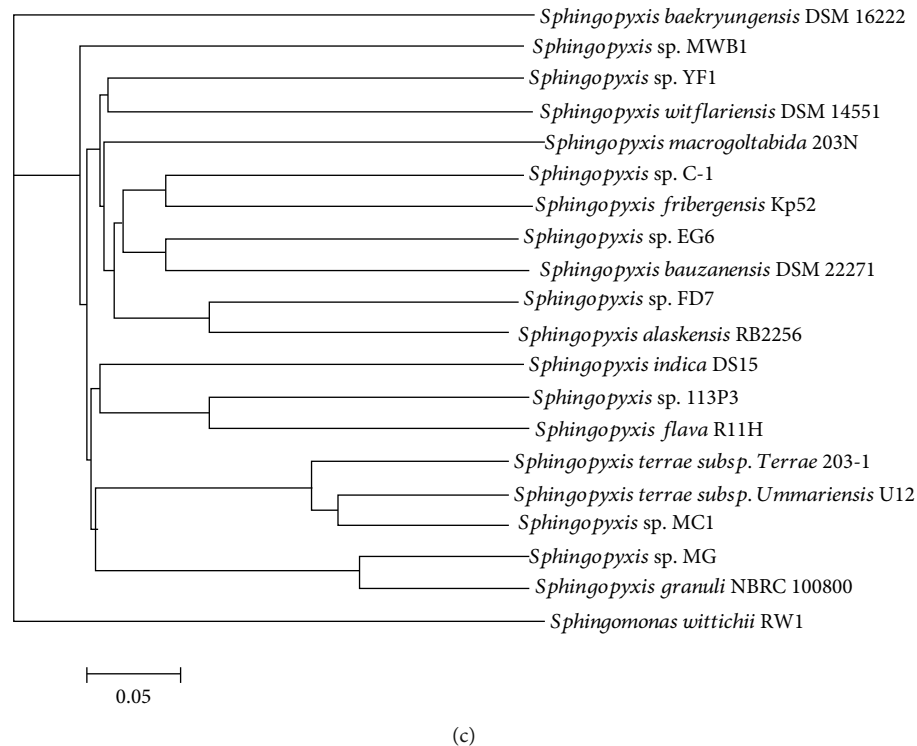 Sphingopyxis baekryungensis DSM 16222
Sphingopyxis sp. MWB1
Sphingopyxis sp. YF1
Sphingopyxis witflariensis DSM 14551
Sphingopyxis macrogoltabida 203N
Sphingopyxis sp. C-1
Sphingopyxis fribergensis Kp52
Sphingopyxis sp. EG6
Sphingopyxis bauzanensis DSM 22271
Sphingopyxis sp. FD7
Sphingopyxis alaskensis RB2256
Sphingopyxis indica DS15
Sphingopyxis sp. 113P3
Sphingopyxis flava R11H
Sphingopyxis terrae subsp. Terrae 203-1
Sphingopyxis terrae subsp. Ummariensis U12
Sphingopyxis sp. MC1
Sphingopyxis sp. MG
Sphingopyxis granuli NBRC 100800
Sphingomonas wittichii RW1
0.05
(c)